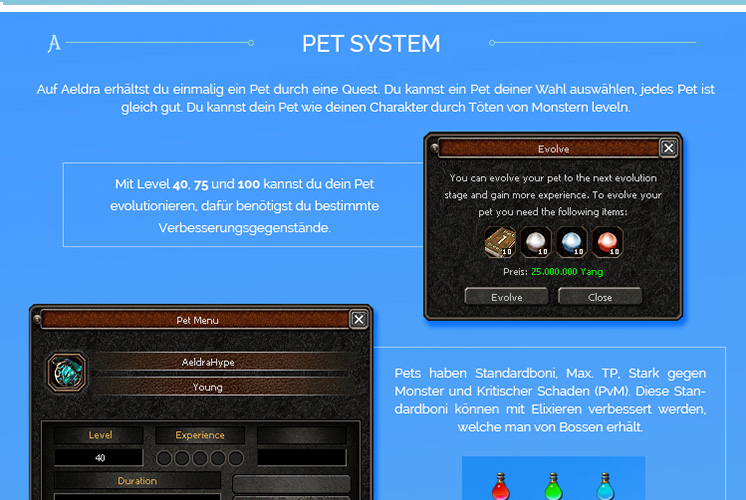 A
PET SYSTEM
Auf Aeldra erhältst du einmalig ein Pet durch eine Quest. Du kannst ein Pet deiner Wahl auswählen, jedes Pet ist
gleich gut. Du kannst dein Pet wie deinen Charakter durch Töten von Monstern leveln.
Mit Level 40, 75 und 100 kannst du dein Pet
evolutionieren, dafür benötigst du bestimmte
Verbesserungsgegenstände.
Evolve
You can evolve your pet to the next evolution
stage and gain more experience. To evolve your
pet you need the following items:
10 10 10 10
Preis: 25.000.000 Yang
Evolve Close
Pet Menu
AeldraHype
Young
Level Experience
40
Duration
Pets haben Standardboni, Max. TP, Stark gegen
Monster und Kritischer Schaden (PvM). Diese Stan-
dardboni können mit Elixieren verbessert werden,
welche man von Bossen erhält.